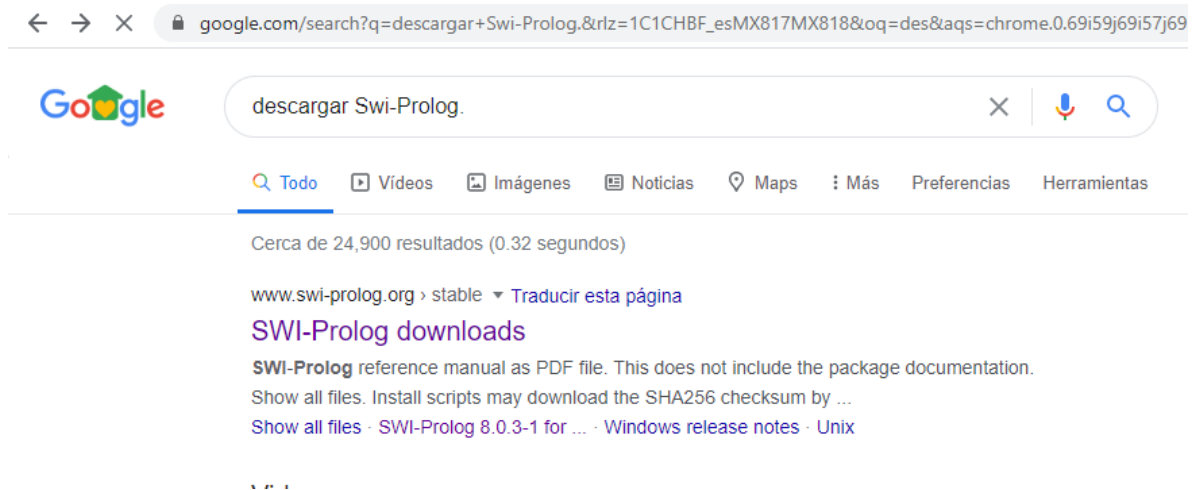 google.com/search?q=descargar+Swi-Prolog.&rlz=1C1CHBF_esMX817MX818&oq=des&aqs=chrome.0.69i59j69i57j69
Google
descargar Swi-Prolog.
Todo Vídeos Imágenes Noticias Maps Más Preferencias Herramientas
Cerca de 24,900 resultados (0.32 segundos)
www.swi-prolog.org › stable Traducir esta página
SWI-Prolog downloads
SWI-Prolog reference manual as PDF file. This does not include the package documentation.
Show all files. Install scripts may download the SHA256 checksum by ...
Show all files · SWI-Prolog 8.0.3-1 for ... · Windows release notes · Unix